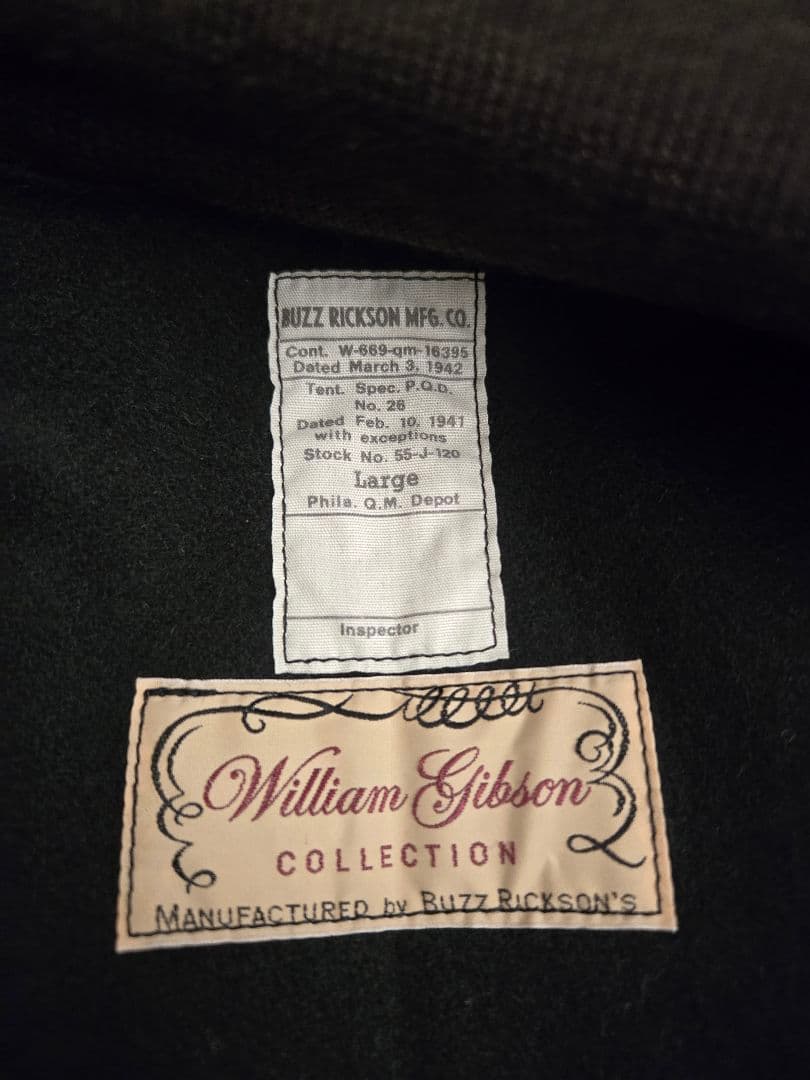 BUZZ RICKSON MFG. CO.
Cont. W-669-qm-16395
Dated March 3, 1942
Tent. Spec. P.Q.D.
No. 26
Dated Feb. 10, 1941
with exceptions
Stock No. 55-J-120
Large
Phila. Q.M. Depot
Inspector
William Gibson
COLLECTION
MANUFACTURED by BUZZ RICKSON'S